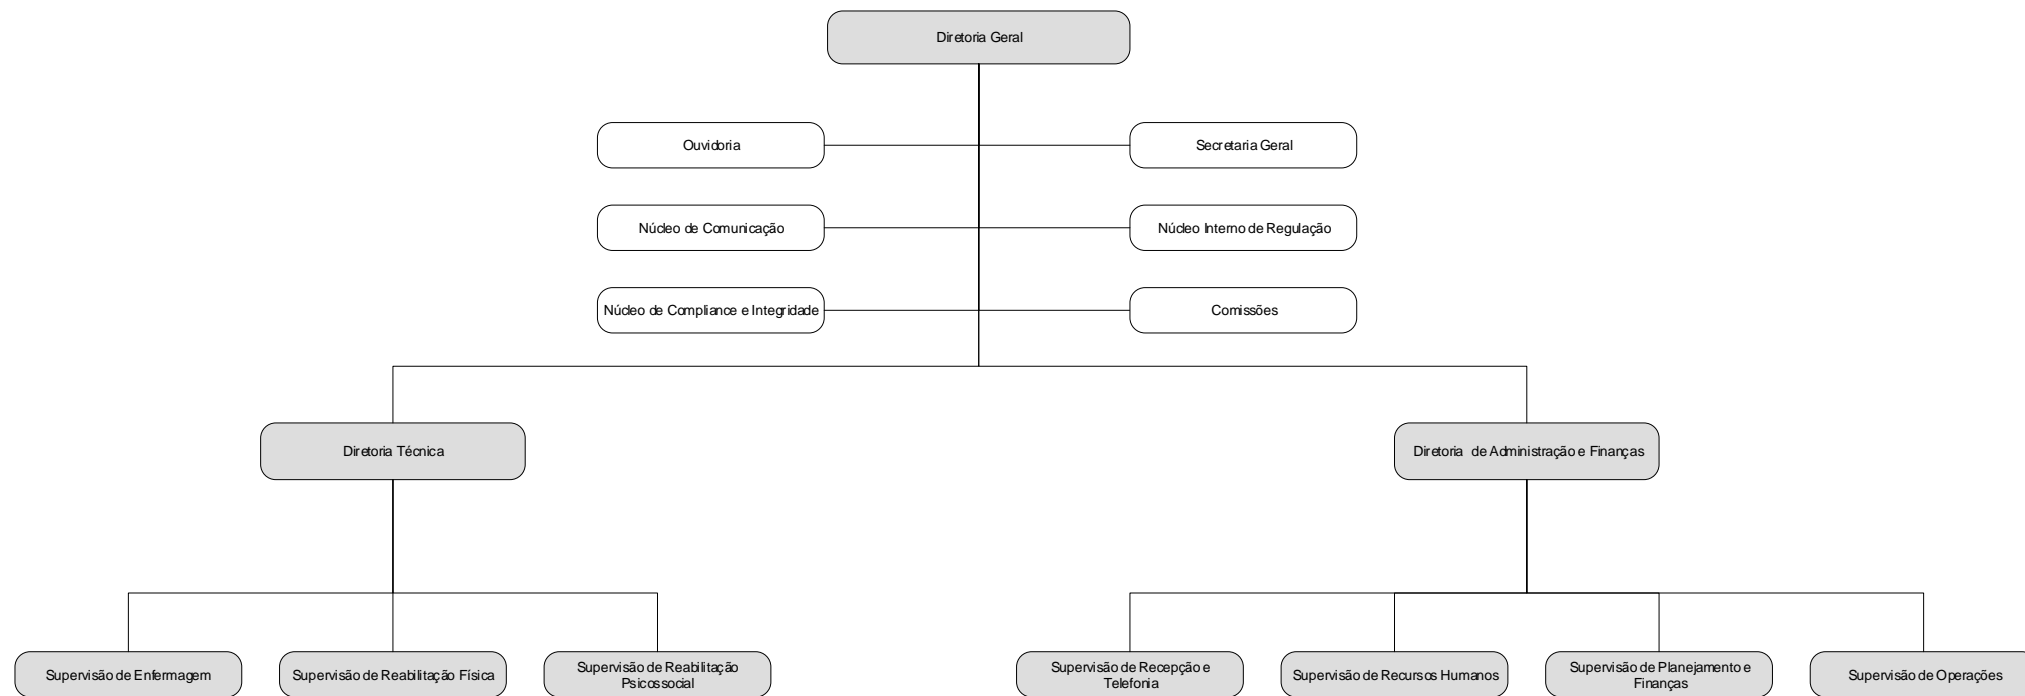 Diretoria Geral
Ouvidoria
Secretaria Geral
Núcleo de Comunicação
Núcleo Interno de Regulação
Núcleo de Compliance e Integridade
Comissões
Diretoria Técnica
Diretoria de Administração e Finanças
Supervisão de Enfermagem
Supervisão de Reabilitação Física
Supervisão de Reabilitação
Psicossocial
Supervisão de Recepção e
Telefonia
Supervisão de Recursos Humanos
Supervisão de Planejamento e
Finanças
Supervisão de Operações